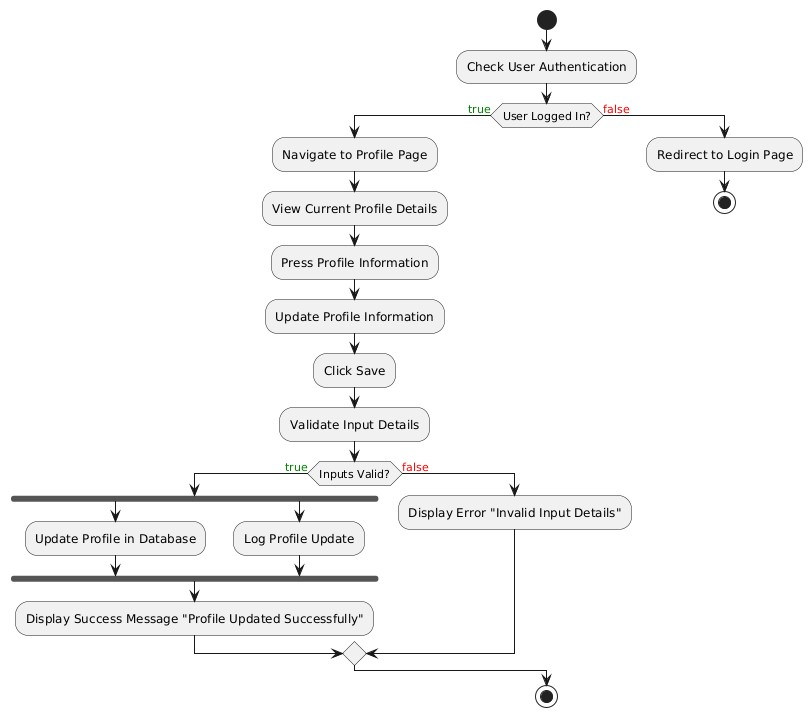 Check User Authentication
true
User Logged In?
false
Navigate to Profile Page
Redirect to Login Page
View Current Profile Details
Press Profile Information
Update Profile Information
Click Save
Validate Input Details
true
Inputs Valid?
false
Display Error "Invalid Input Details"
Update Profile in Database
Log Profile Update
Display Success Message "Profile Updated Successfully"